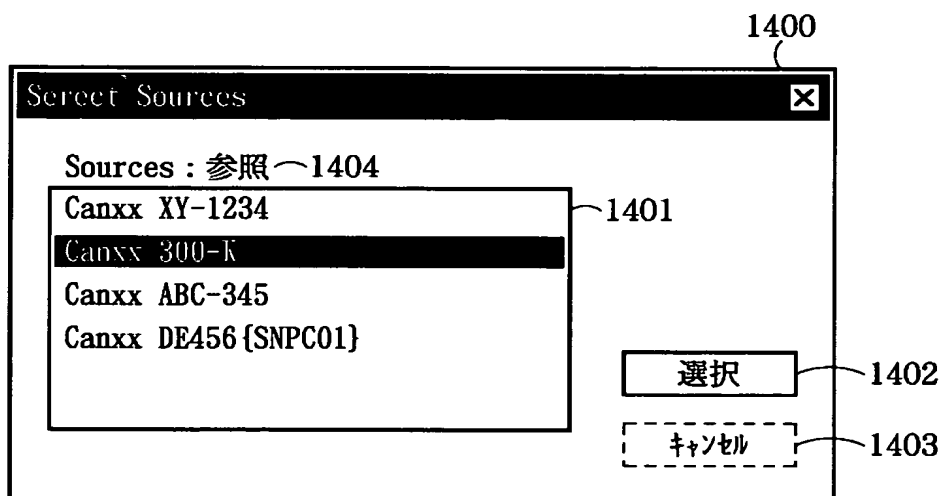 1400
Serect Sources
Sources : 参照 1404
Canxx XY-1234
1401
Canxx 300-K
Canxx ABC-345
Canxx DE456{SNPC01}
選択 1402
ｷｬﾝｾﾙ 1403